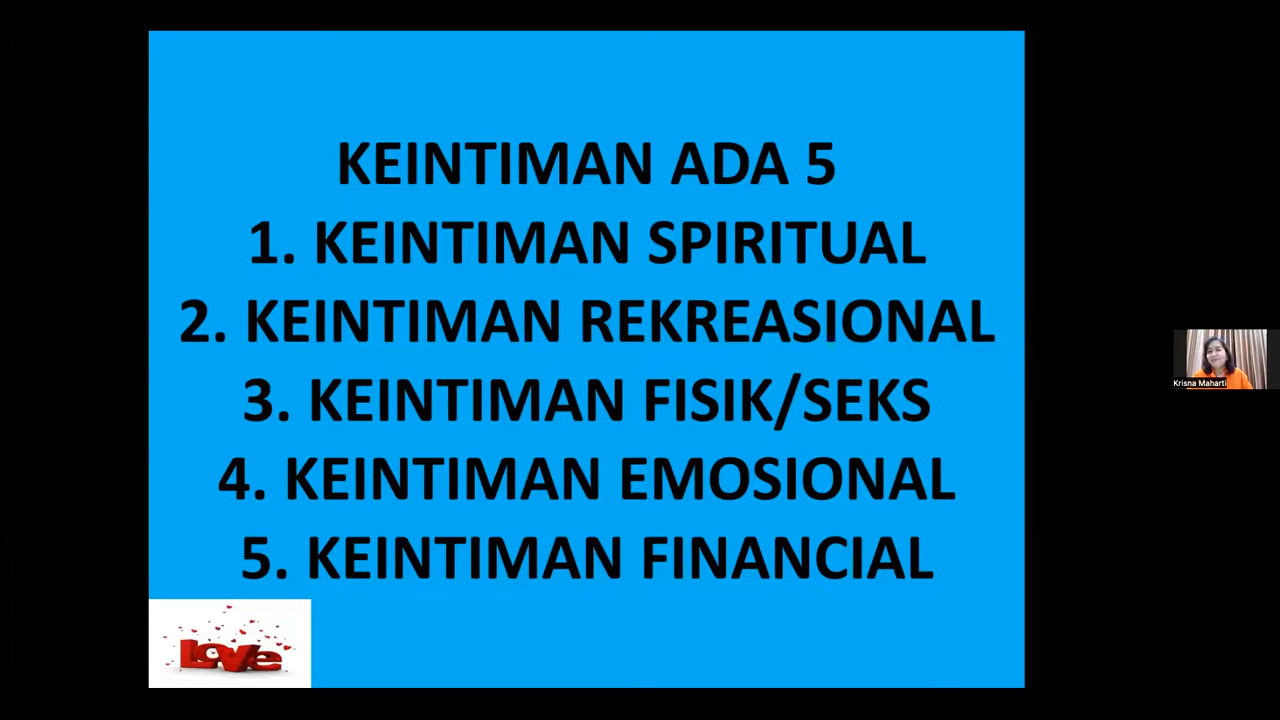 KEINTIMAN ADA 5
1. KEINTIMAN SPIRITUAL
2. KEINTIMAN REKREASIONAL
3. KEINTIMAN FISIK/SEKS
4. KEINTIMAN EMOSIONAL
5. KEINTIMAN FINANCIAL
Love
Krisna Maharti